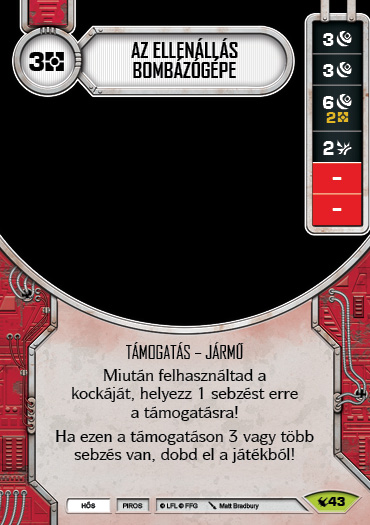 3
AZ ELLENÁLLÁS
BOMBÁZÓGÉPE
3
3
6
2
2
–
–
TÁMOGATÁS – JÁRMŰ
Miután felhasználtad a
kockáját, helyezz 1 sebzést erre
a támogatásra!
Ha ezen a támogatáson 3 vagy több
sebzés van, dobd el a játékból!
HŐS PIROS © LFL © FFG Matt Bradbury 43